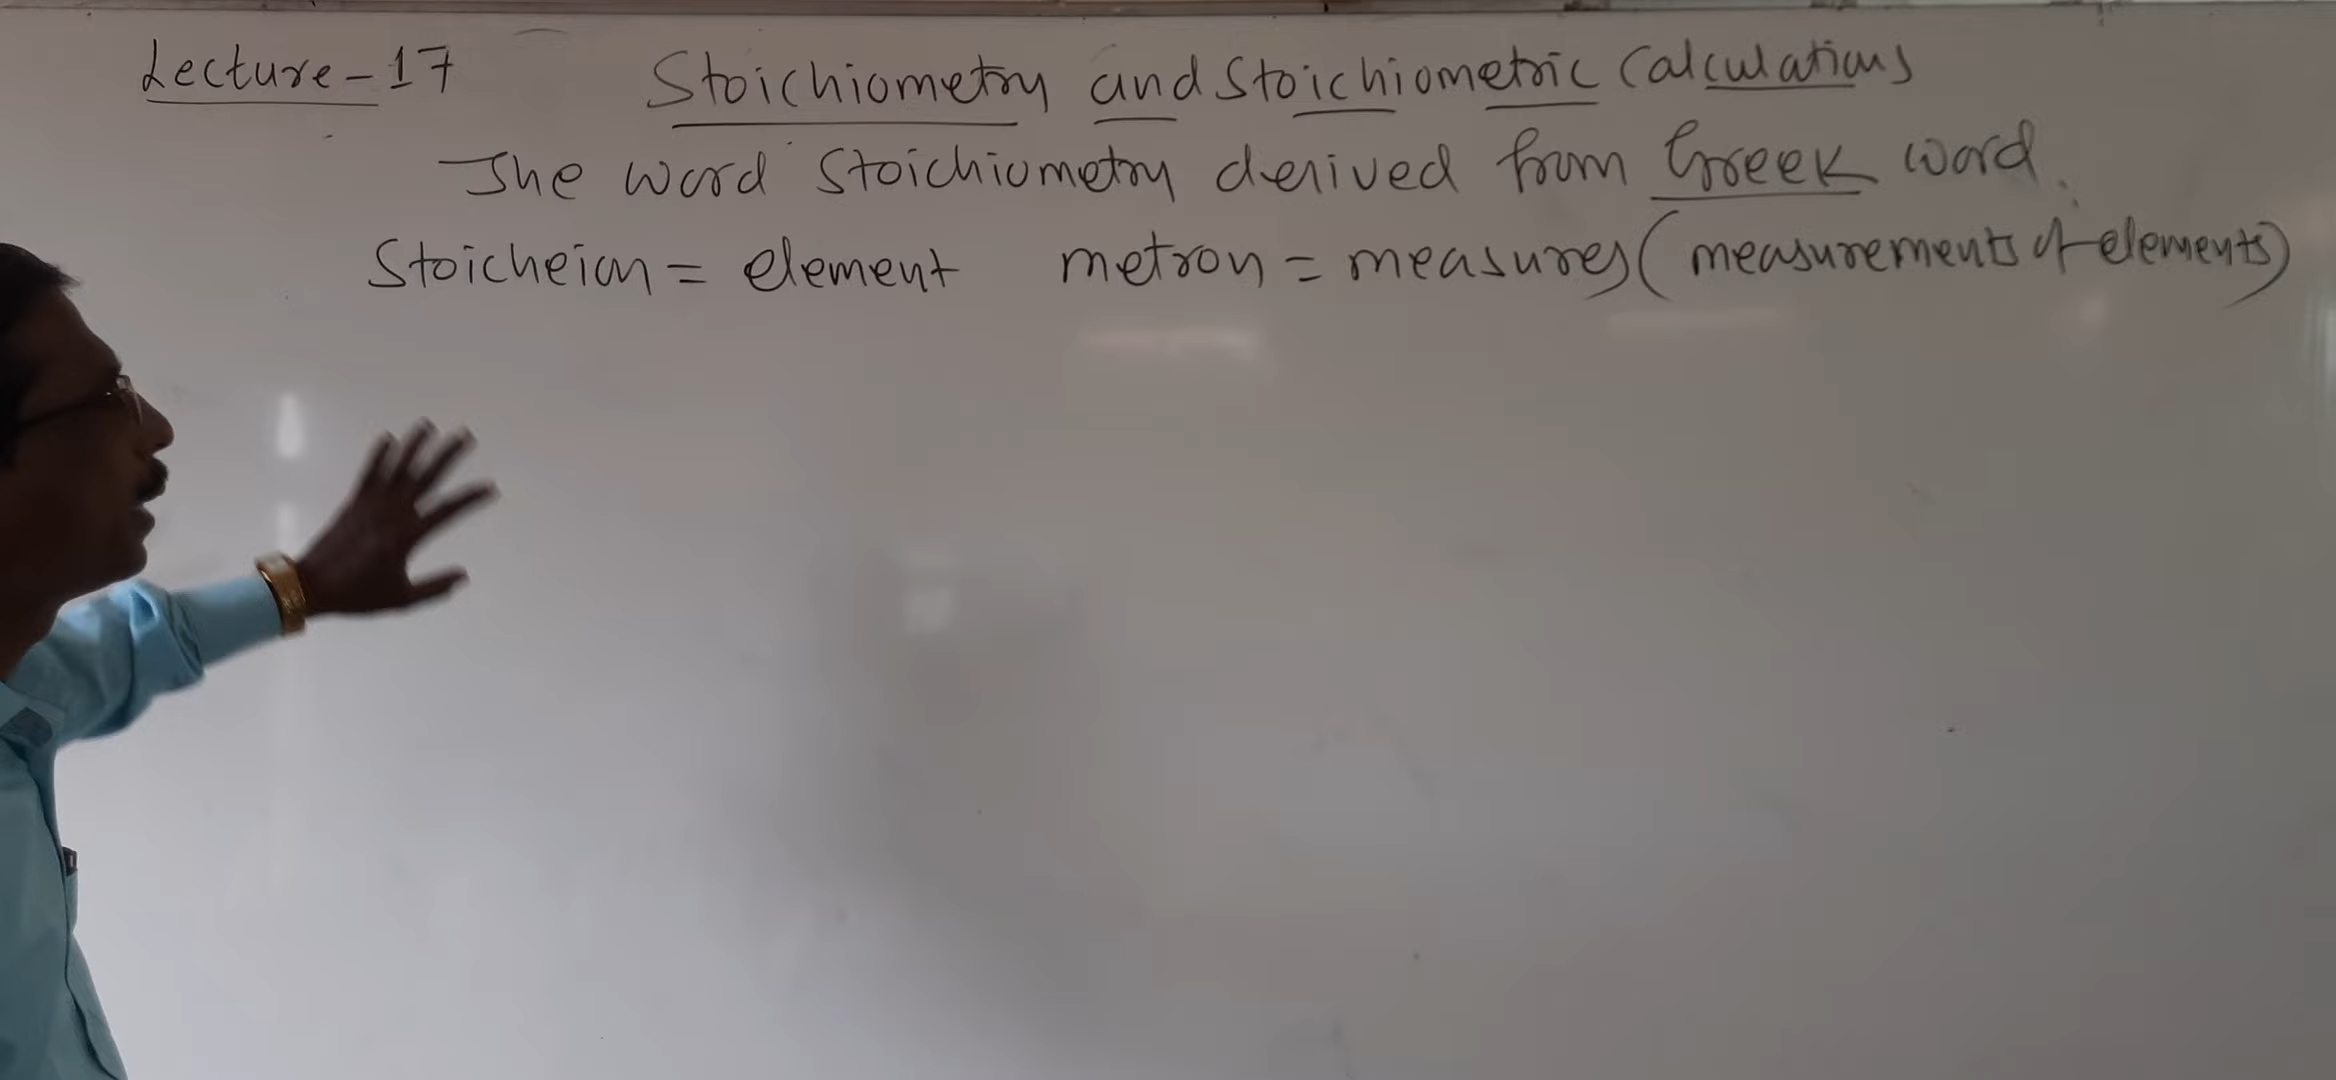 Lecture-17 Stoichiometry and Stoichiometric Calculations
The word Stoichiometry derived from Greek word.
Stoicheion = element metron = measures (measurements of elements)